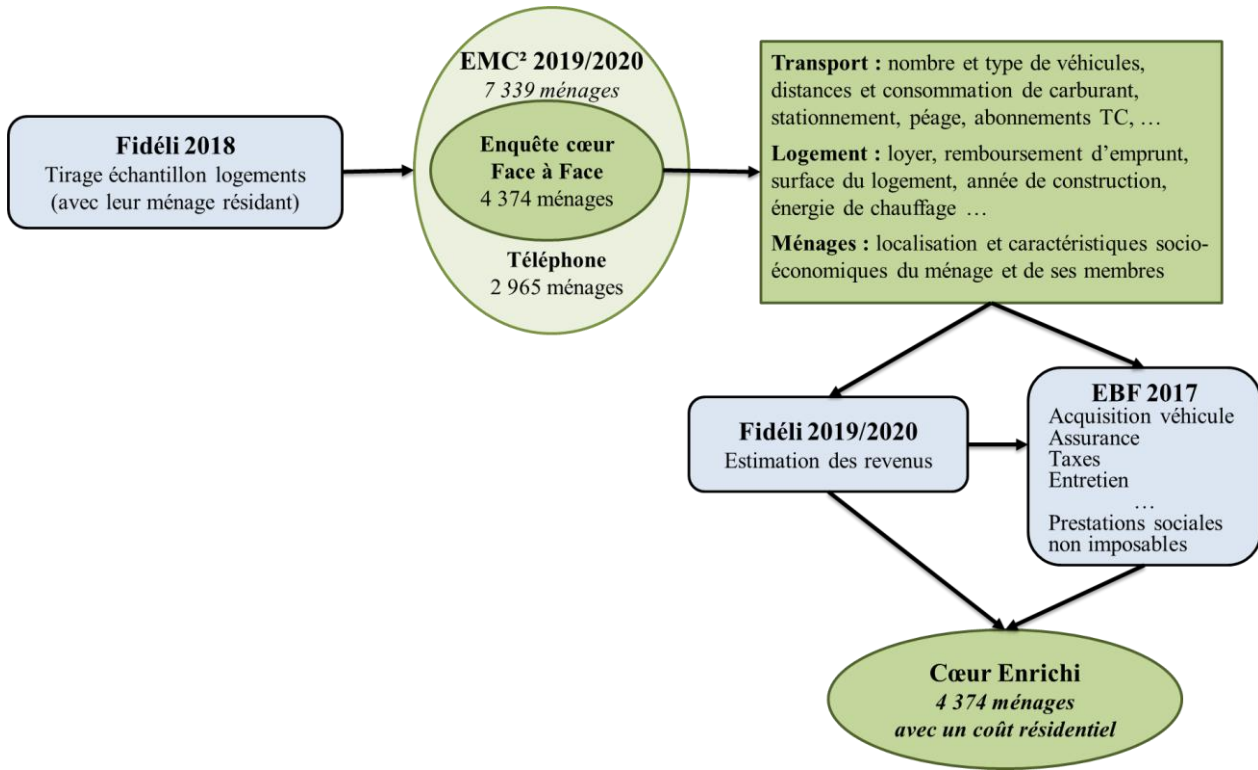 Fidéli 2018
Tirage échantillon logements
(avec leur ménage résidant)
EMC² 2019/2020
7 339 ménages
Enquête cœur
Face à Face
4 374 ménages
Téléphone
2 965 ménages
Transport : nombre et type de véhicules,
distances et consommation de carburant,
stationnement, péage, abonnements TC, …
Logement : loyer, remboursement d’emprunt,
surface du logement, année de construction,
énergie de chauffage …
Ménages : localisation et caractéristiques socio-
économiques du ménage et de ses membres
Fidéli 2019/2020
Estimation des revenus
EBF 2017
Acquisition véhicule
Assurance
Taxes
Entretien
…
Prestations sociales
non imposables
Cœur Enrichi
4 374 ménages
avec un coût résidentiel